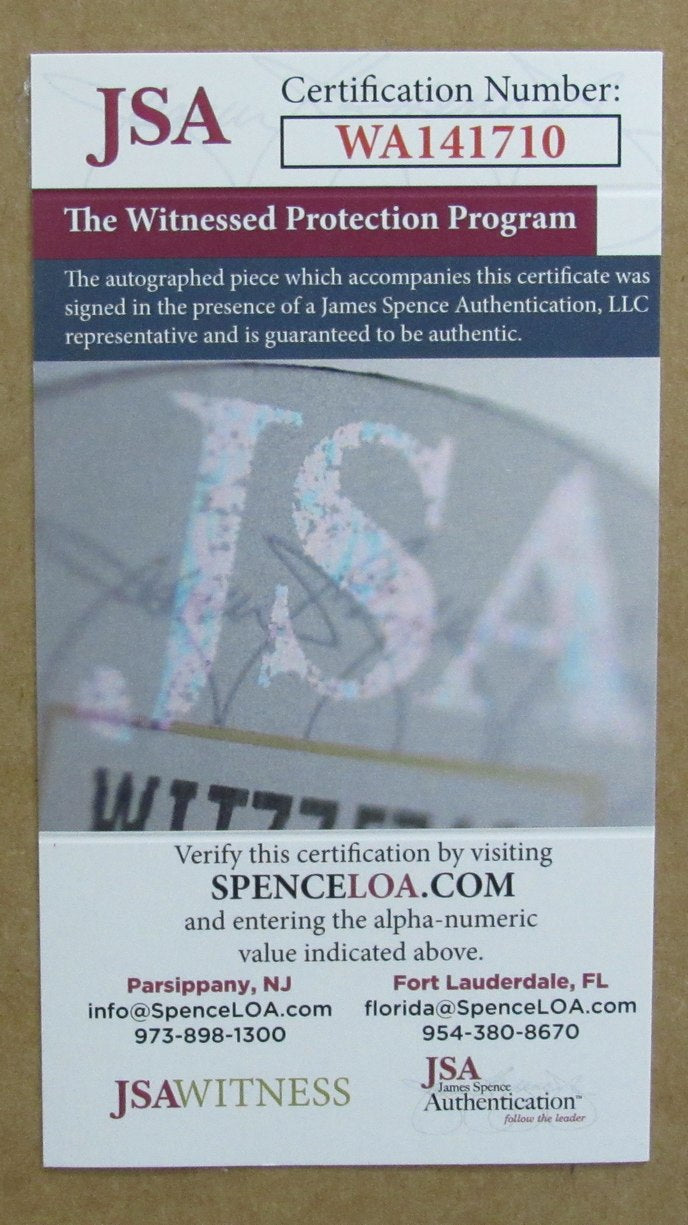 JSA
Certification Number:
WA141710
The Witnessed Protection Program
The autographed piece which accompanies this certificate was
signed in the presence of a James Spence Authentication, LLC
representative and is guaranteed to be authentic.
JSA
Verify this certification by visiting
SPENCELOA.COM
and entering the alpha-numeric
value indicated above.
Parsippany, NJ
info@SpenceLOA.com
973-898-1300
Fort Lauderdale, FL
florida@SpenceLOA.com
954-380-8670
JSAWITNESS
JSA
James Spence
Authentication™
follow the leader